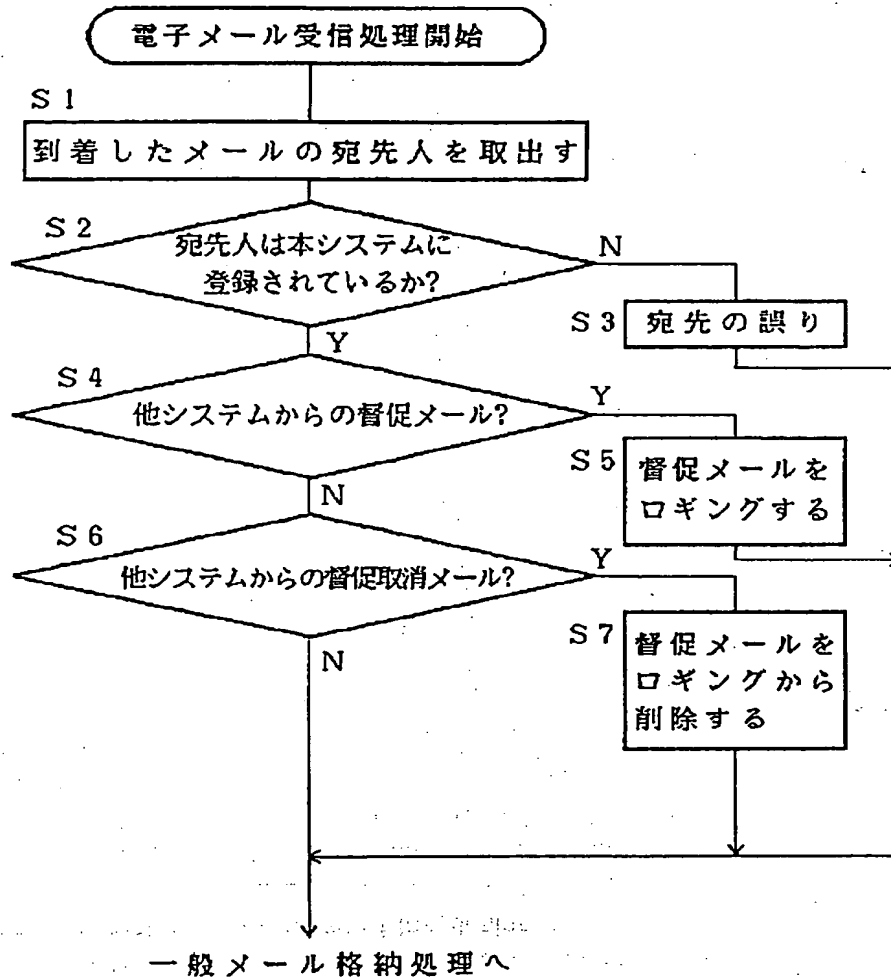 電子メール受信処理開始
S1
到着したメールの宛先人を取出す
S2
宛先人は本システムに
登録されているか?
N
S3
宛先の誤り
Y
S4
他システムからの督促メール?
Y
S5
督促メールを
ロギングする
N
S6
他システムからの督促取消メール?
Y
S7
督促メールを
ロギングから
削除する
N
一般メール格納処理へ